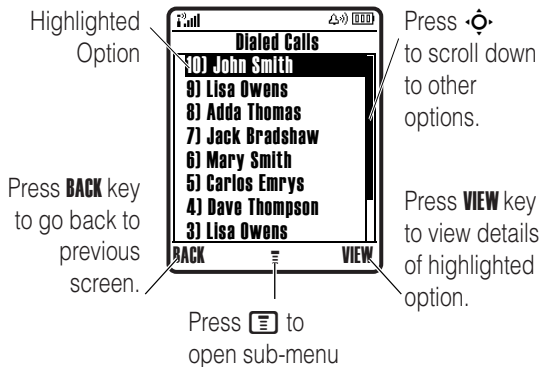 Highlighted
Option
Dialed Calls
10) John Smith
9) Lisa Owens
8) Adda Thomas
7) Jack Bradshaw
6) Mary Smith
5) Carlos Emrys
4) Dave Thompson
3) Lisa Owens
BACK
VIEW
Press
to scroll down
to other
options.
Press BACK key
to go back to
previous
screen.
Press VIEW key
to view details
of highlighted
option.
Press to
open sub-menu